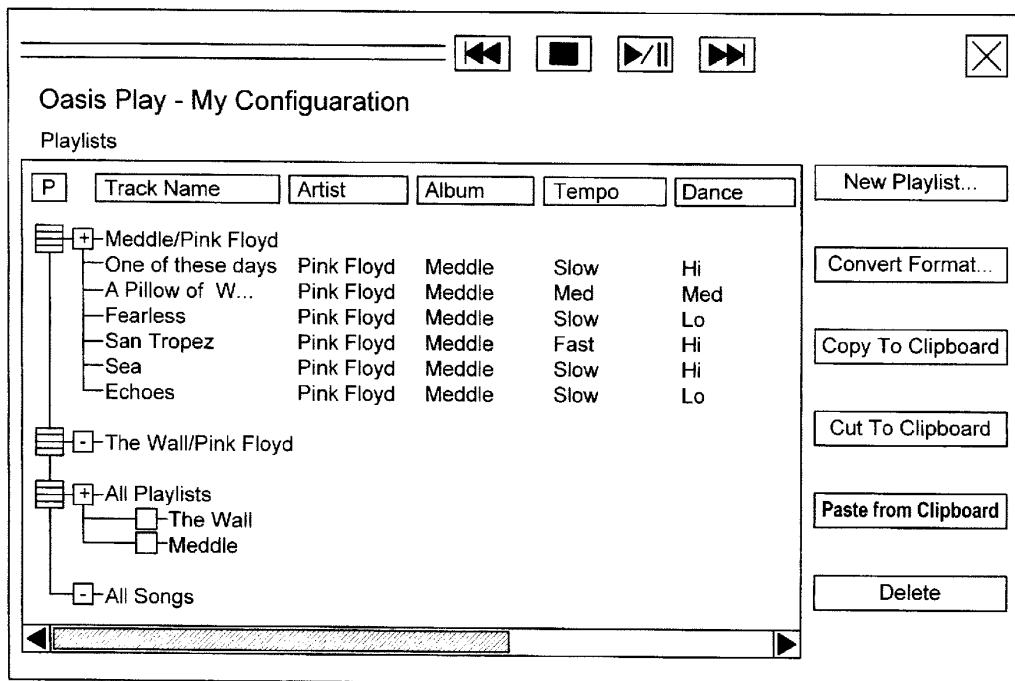 Oasis Play - My Configuaration
Playlists
P Track Name Artist Album Tempo Dance
+ Meddle/Pink Floyd
One of these days Pink Floyd Meddle Slow Hi
A Pillow of W... Pink Floyd Meddle Med Med
Fearless Pink Floyd Meddle Slow Lo
San Tropez Pink Floyd Meddle Fast Hi
Sea Pink Floyd Meddle Slow Hi
Echoes Pink Floyd Meddle Slow Lo
- The Wall/Pink Floyd
+ All Playlists
The Wall
Meddle
- All Songs
New Playlist...
Convert Format...
Copy To Clipboard
Cut To Clipboard
Paste from Clipboard
Delete